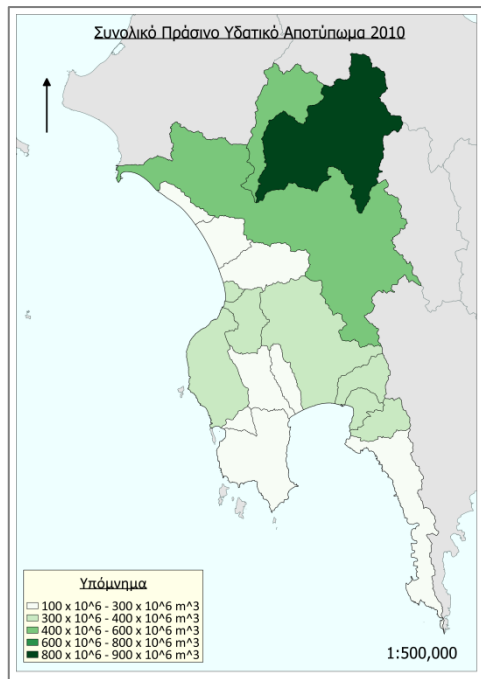 Συνολικό Πράσινο Υδατικό Αποτύπωμα 2010
Υπόμνημα
100 x 10^6 - 300 x 10^6 m^3
300 x 10^6 - 400 x 10^6 m^3
400 x 10^6 - 600 x 10^6 m^3
600 x 10^6 - 800 x 10^6 m^3
800 x 10^6 - 900 x 10^6 m^3
1:500,000